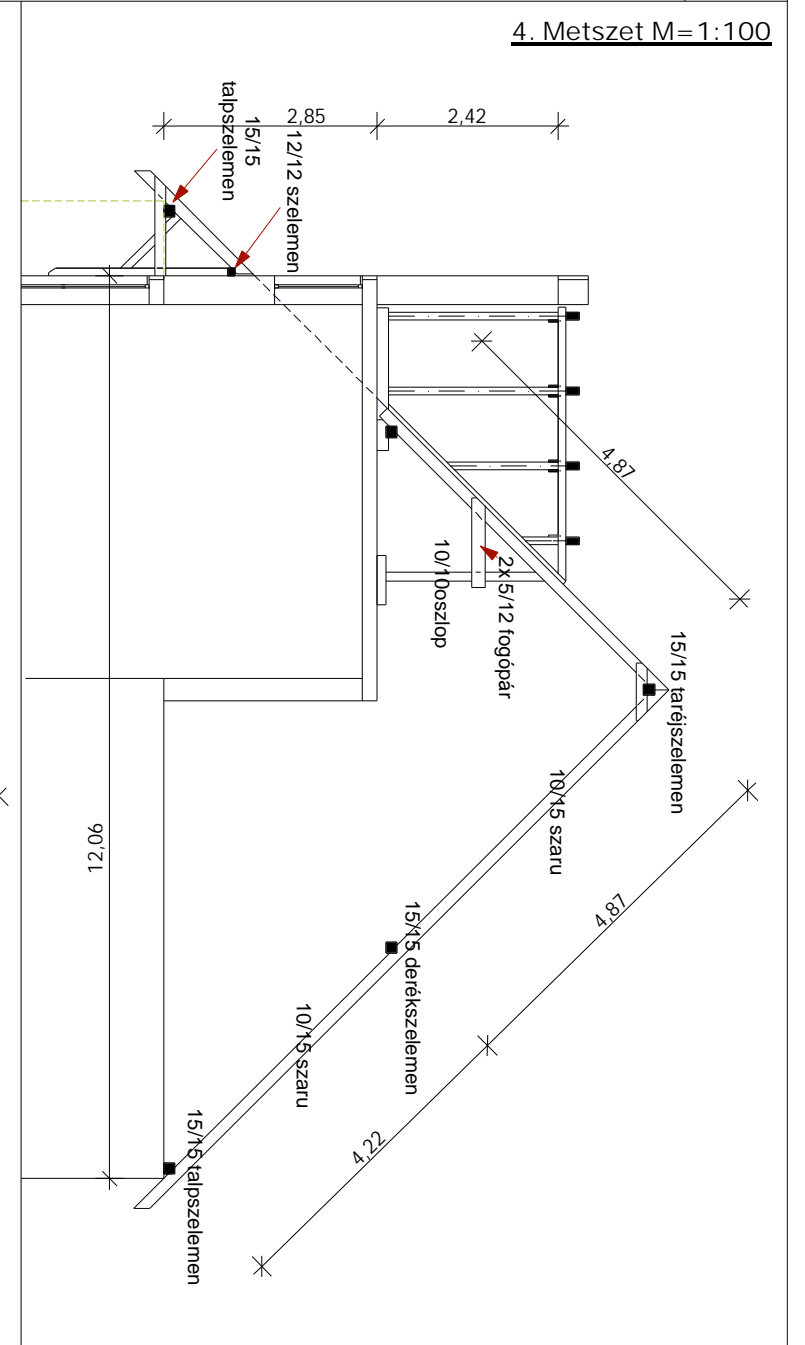 4. Metszet M=1:100
2,85
2,42
15/15
talpszelemen
12/12 szelemen
4,87
2x5/12 fogópár
10/10oszlop
15/15 taréjszelemen
10/15 szaru
12,06
4,87
15/15 derékszelemen
10/15 szaru
4,22
15/15 talpszelemen